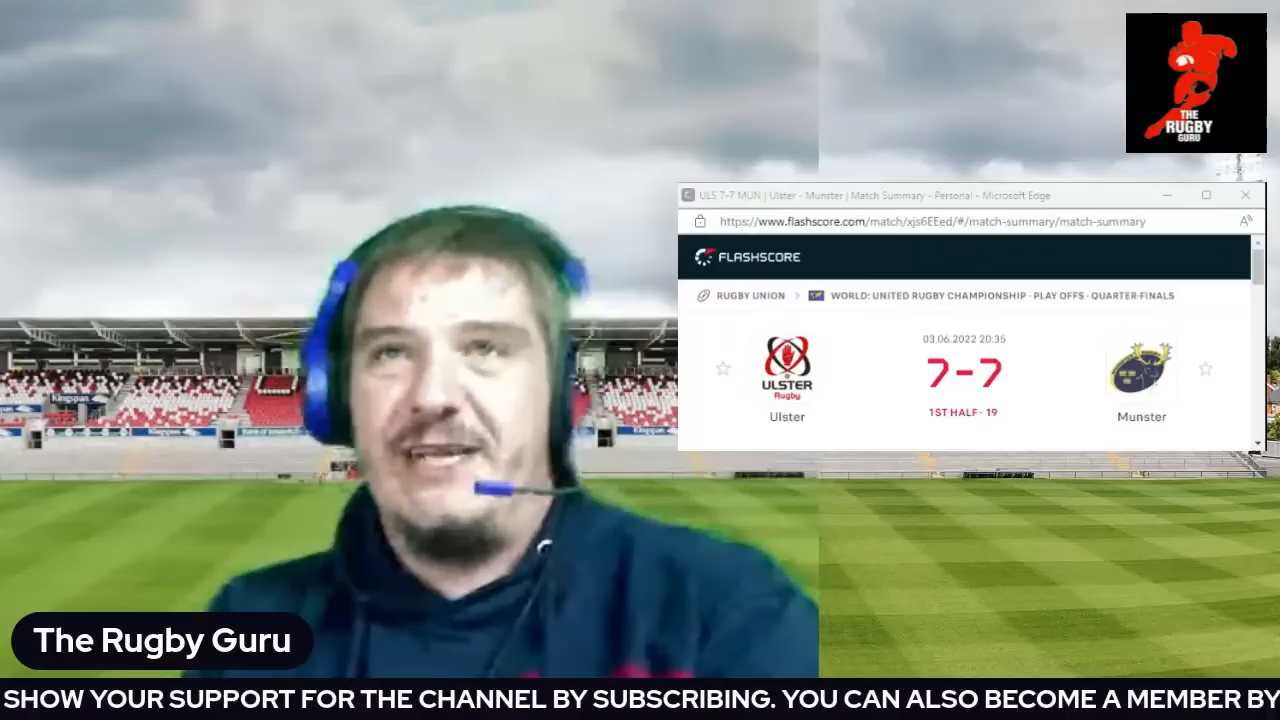 THE
RUGBY
GURU
ULS 7-7 MUN | Ulster - Munster | Match Summary - Personal - Microsoft Edge
https://www.flashscore.com/match/xjs6EEed/#/match-summary/match-summary
FLASHSCORE
RUGBY UNION > WORLD: UNITED RUGBY CHAMPIONSHIP - PLAY OFFS - QUARTER-FINALS
03.06.2022 20:35
7-7
1ST HALF - 19
ULSTER
Rugby
Ulster
Munster
Kingspan
Kingspan
Kingspan
The Rugby Guru
SHOW YOUR SUPPORT FOR THE CHANNEL BY SUBSCRIBING. YOU CAN ALSO BECOME A MEMBER BY